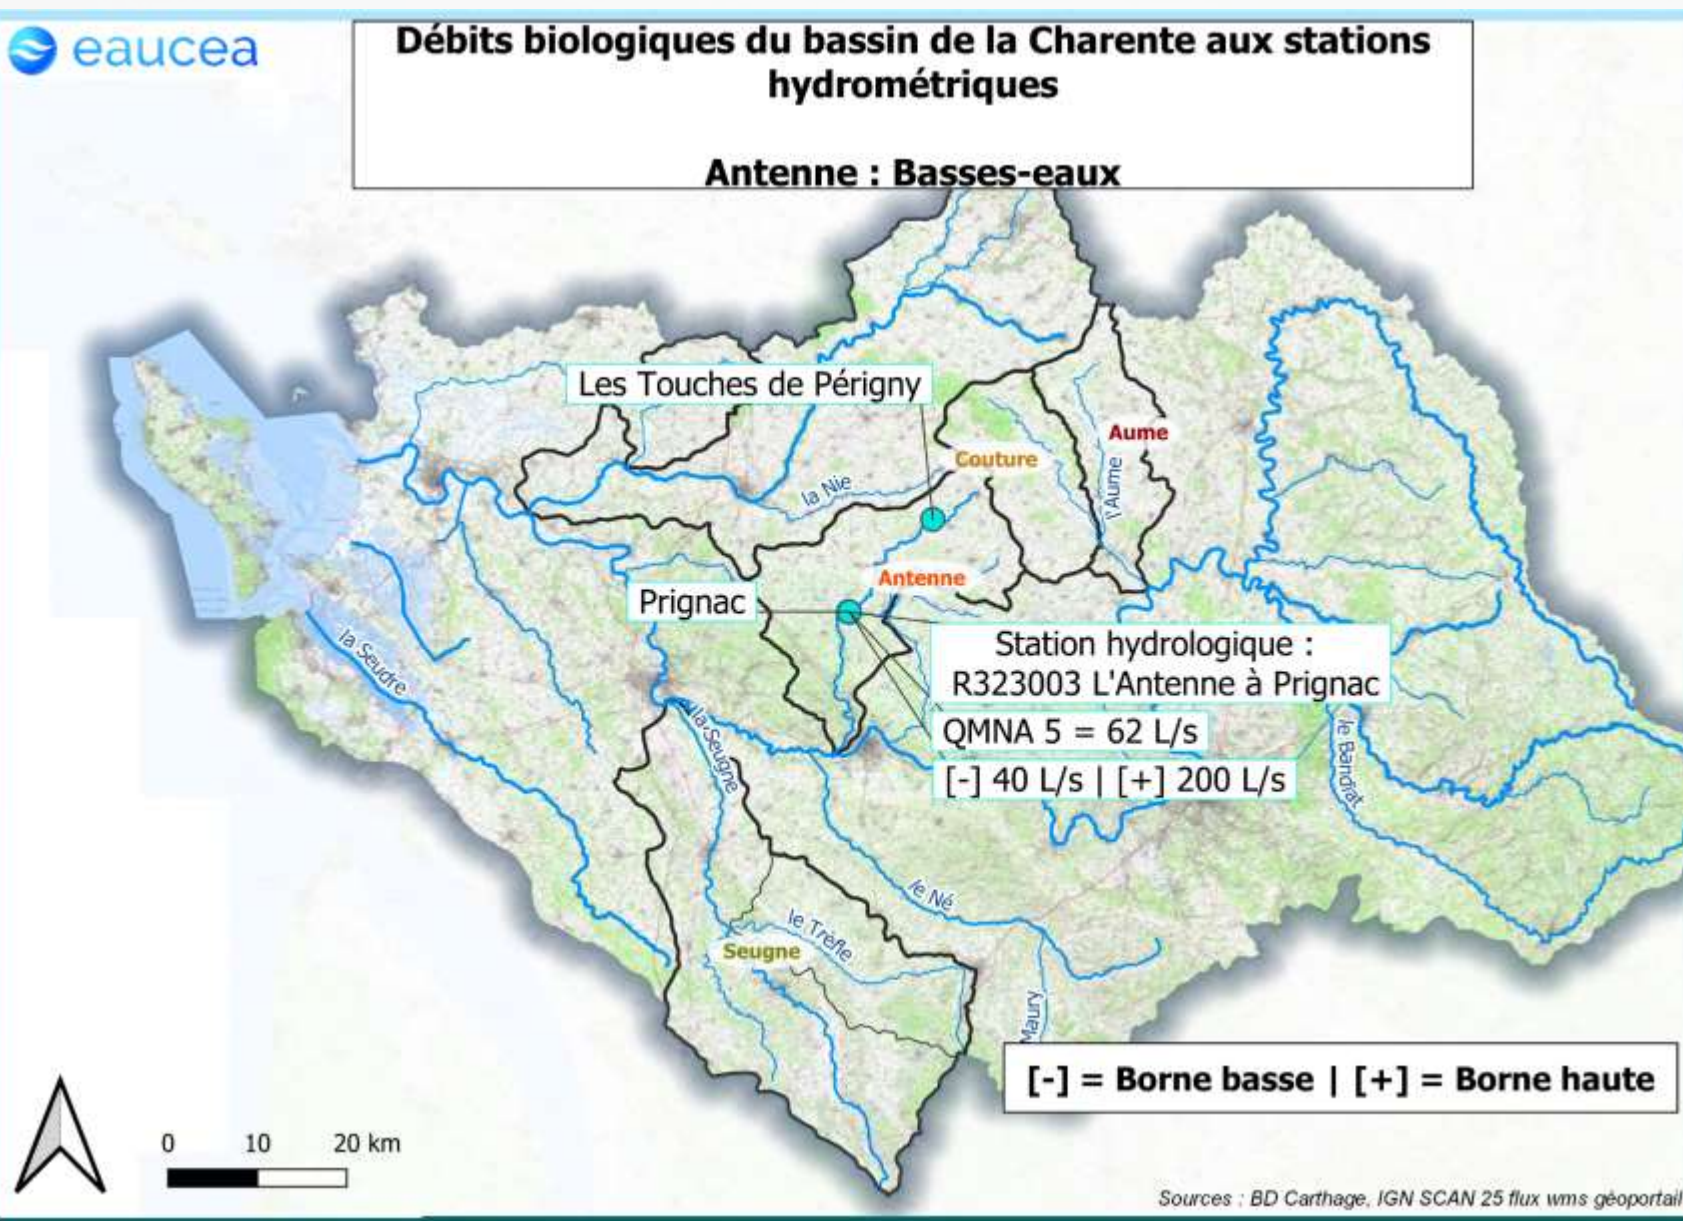 eaucea
Débits biologiques du bassin de la Charente aux stations
hydrométriques
Antenne : Basses-eaux
Les Touches de Périgny
Aume
Couture
la Nie
l'Aume
Antenne
Prignac
Station hydrologique :
R323003 L'Antenne à Prignac
la Seudre
QMNA 5 = 62 L/s
la Seugne
le Bandiat
[-] 40 L/s | [+] 200 L/s
le Né
le Trèfle
Seugne
Maury
[-] = Borne basse | [+] = Borne haute
0 10 20 km
Sources : BD Carthage, IGN SCAN 25 flux wms géoportail